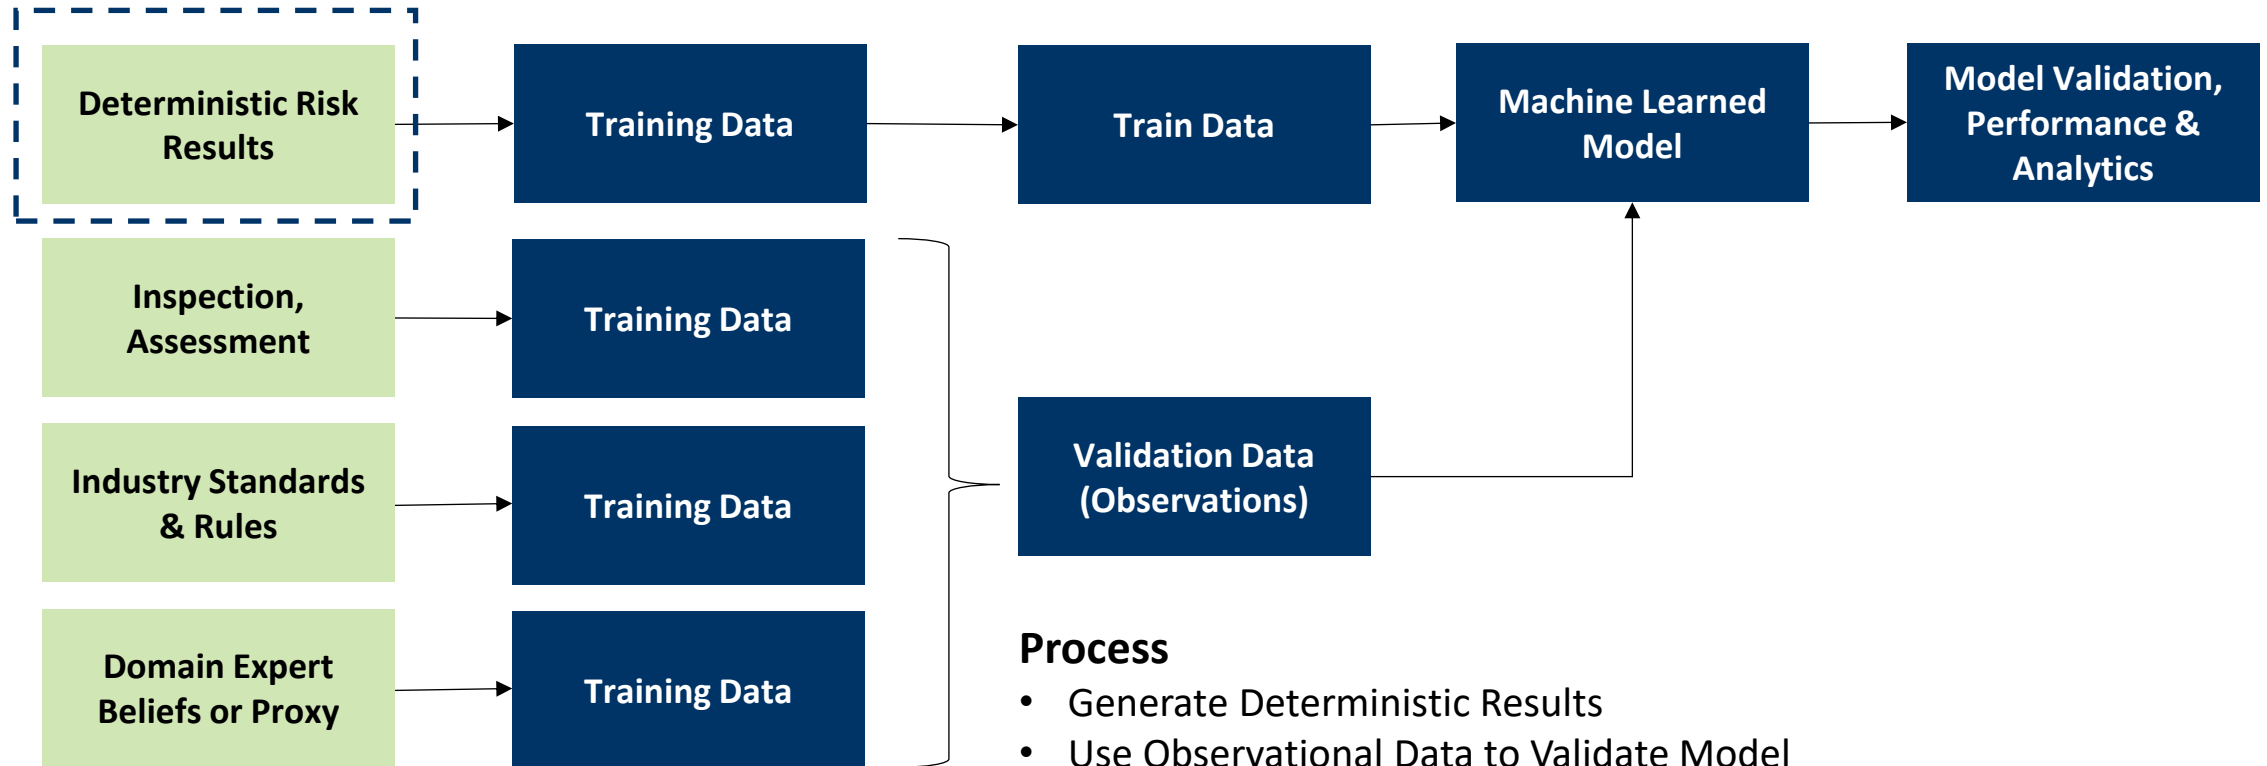 Deterministic Risk
Results
Training Data
Train Data
Machine Learned
Model
Model Validation,
Performance &
Analytics
Inspection,
Assessment
Training Data
Industry Standards
& Rules
Training Data
Validation Data
(Observations)
Domain Expert
Beliefs or Proxy
Training Data
Process
• Generate Deterministic Results
• Use Observational Data to Validate Model